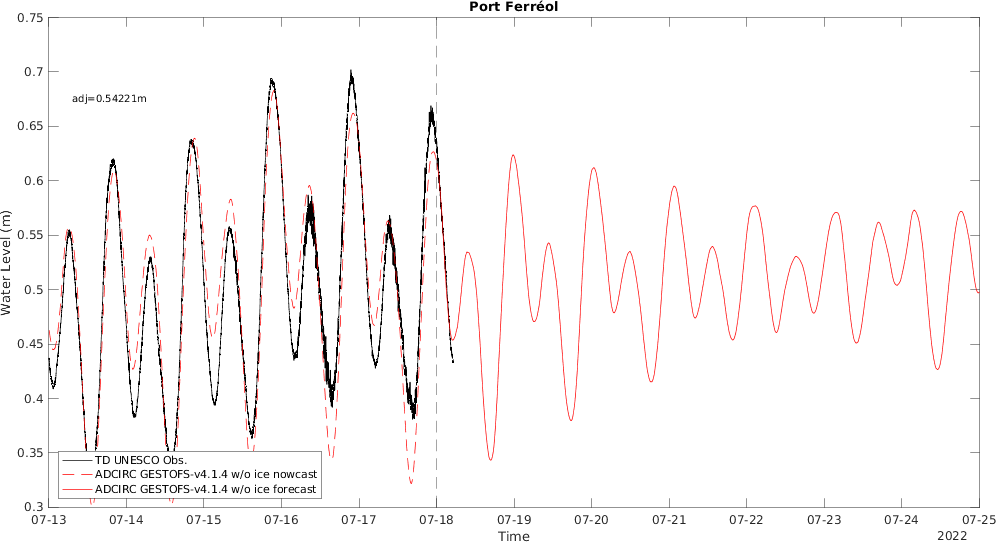 Port Ferréol
0.75
0.7
0.65
0.6
0.55
0.5
0.45
0.4
0.35
0.3
Water Level (m)
adj=0.54221m
TD UNESCO Obs.
ADCIRC GESTOFS-v4.1.4 w/o ice nowcast
ADCIRC GESTOFS-v4.1.4 w/o ice forecast
07-13 07-14 07-15 07-16 07-17 07-18 07-19 07-20 07-21 07-22 07-23 07-24 07-25
Time
2022